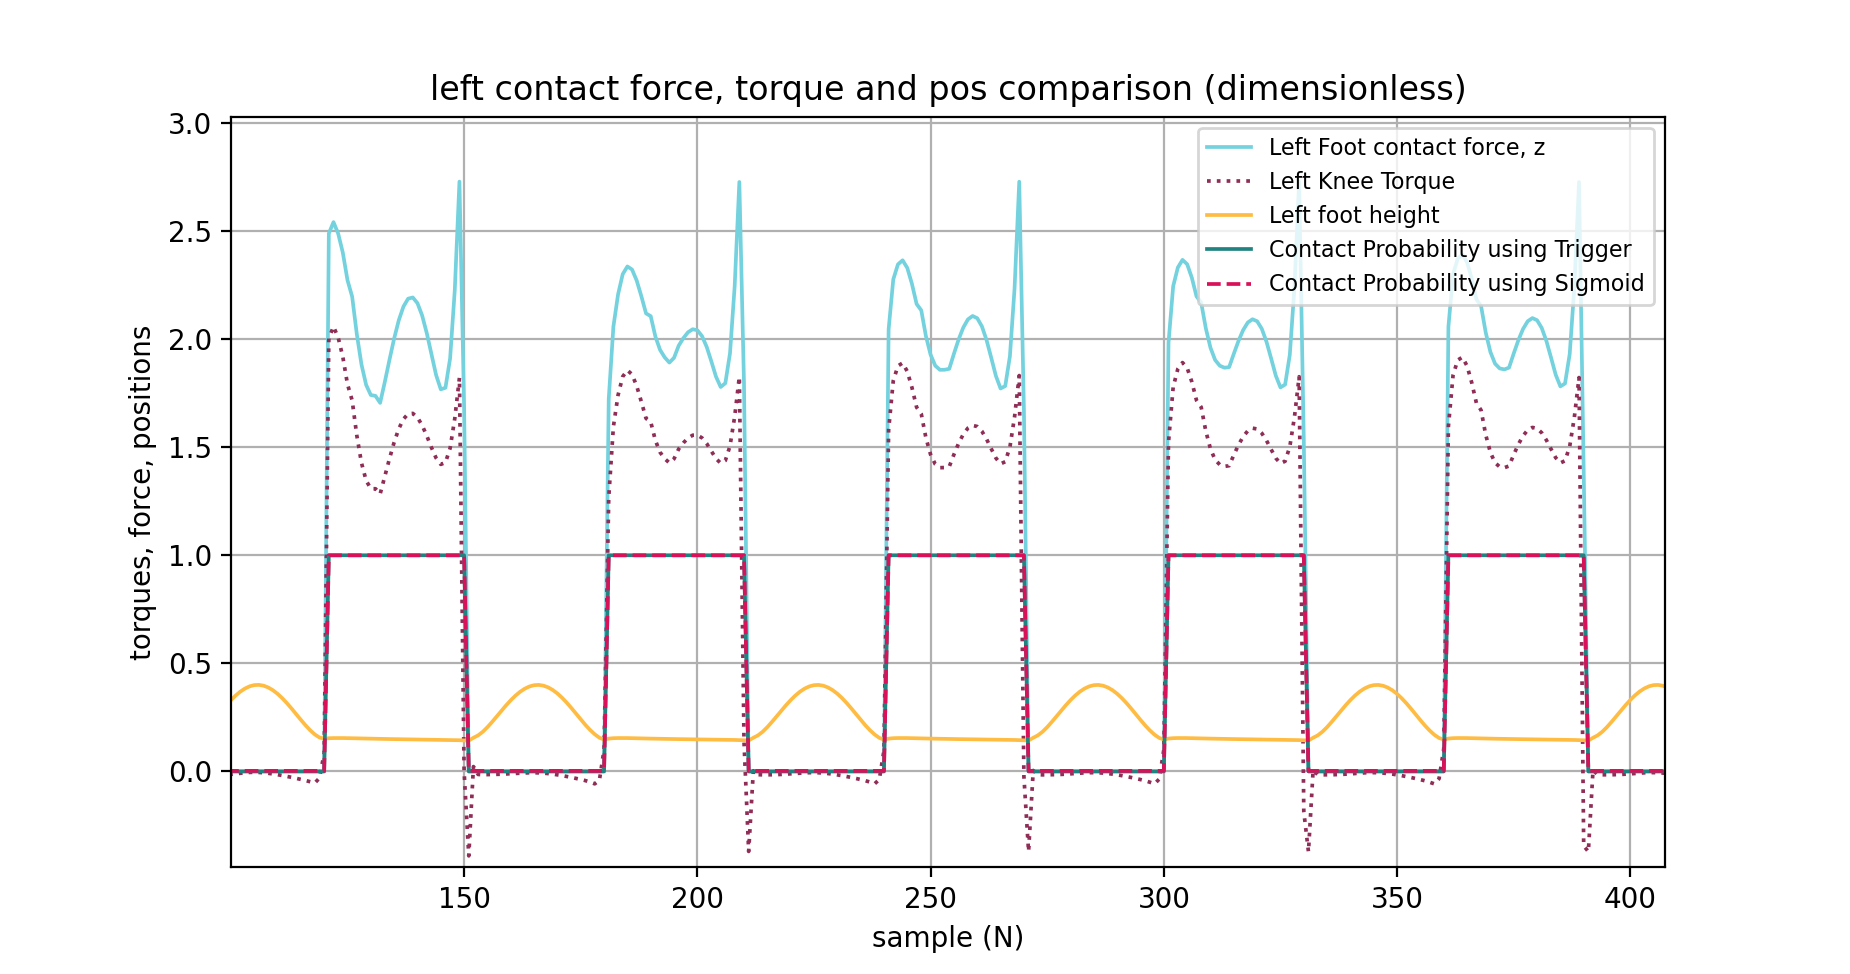 left contact force, torque and pos comparison (dimensionless)
3.0
2.5
2.0
1.5
1.0
0.5
0.0
torques, force, positions
Left Foot contact force, z
Left Knee Torque
Left foot height
Contact Probability using Trigger
Contact Probability using Sigmoid
150 200 250 300 350 400
sample (N)